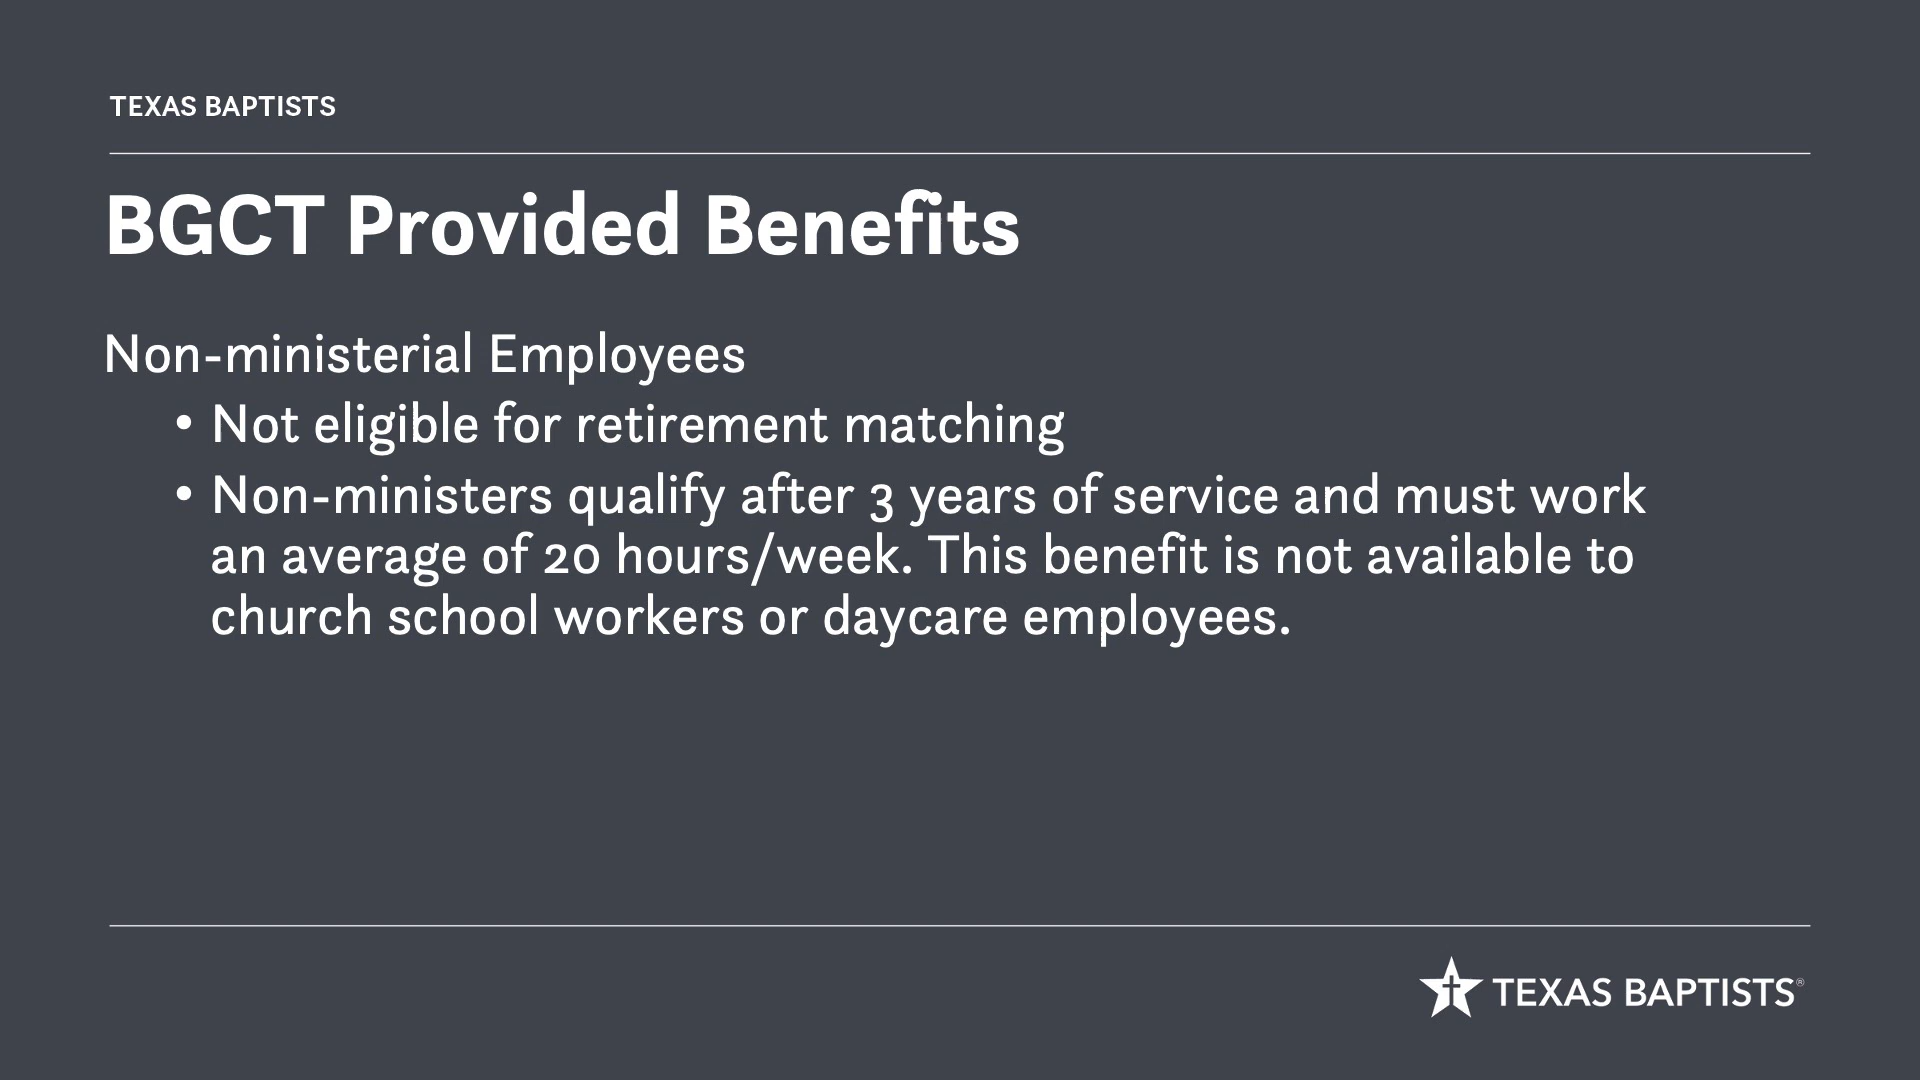 TEXAS BAPTISTS
BGCT Provided Benefits
Non-ministerial Employees
• Not eligible for retirement matching
• Non-ministers qualify after 3 years of service and must work
an average of 20 hours/week. This benefit is not available to
church school workers or daycare employees.
TEXAS BAPTISTS®